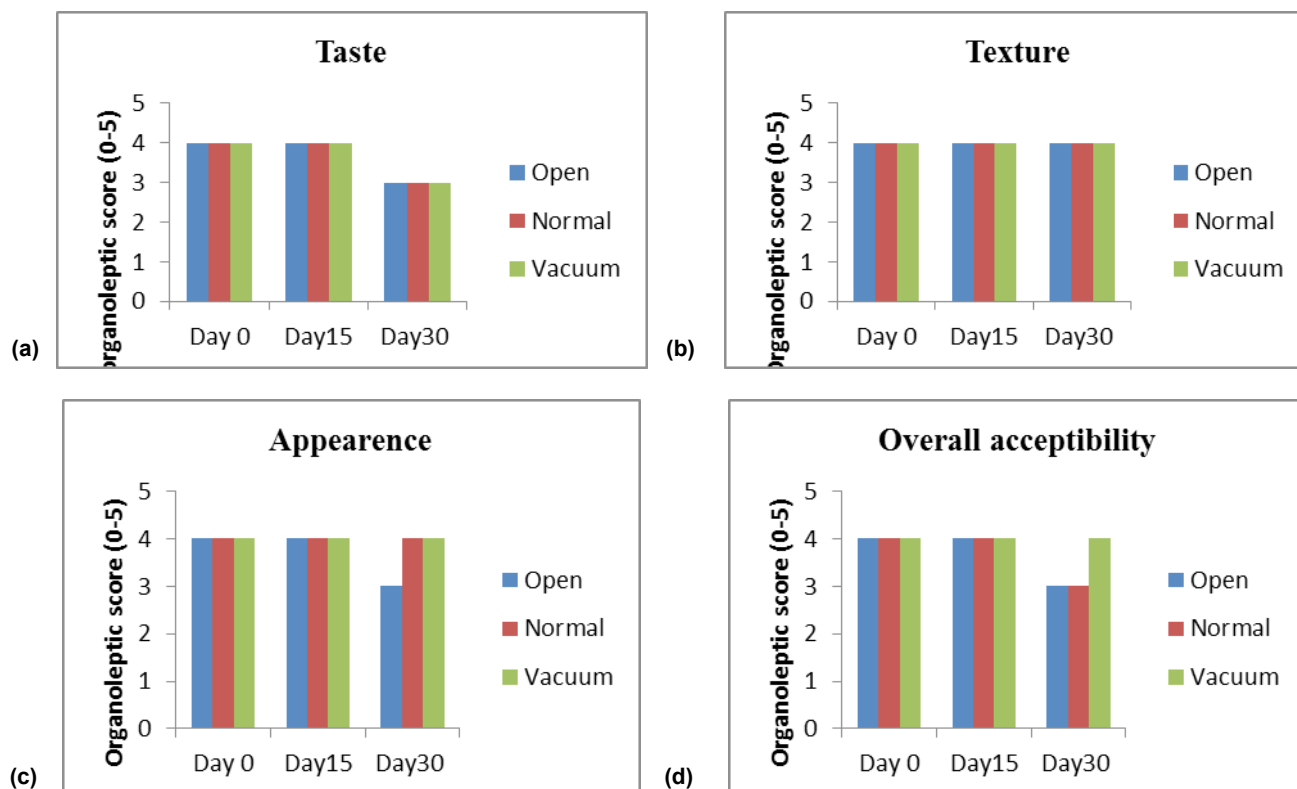 Taste
Organoleptic score (0-5)
5
4
3
2
1
0
Day 0 Day15 Day30
Open
Normal
Vacuum
(a)
Texture
Organoleptic score (0-5)
5
4
3
2
1
0
Day 0 Day15 Day30
Open
Normal
Vacuum
(b)
Appearence
Organoleptic score (0-5)
5
4
3
2
1
0
Day 0 Day15 Day30
Open
Normal
Vacuum
(c)
Overall acceptibility
Organoleptic score (0-5)
5
4
3
2
1
0
Day 0 Day15 Day30
Open
Normal
Vacuum
(d)